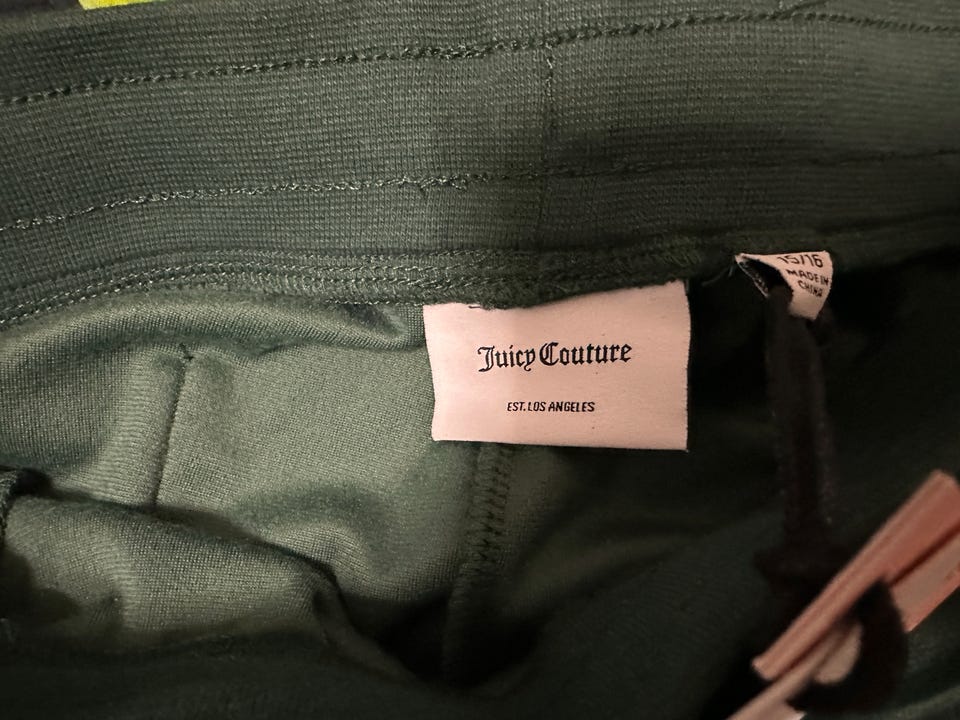 Juicy Couture
EST. LOS ANGELES
15/16
MADE IN
CHINA